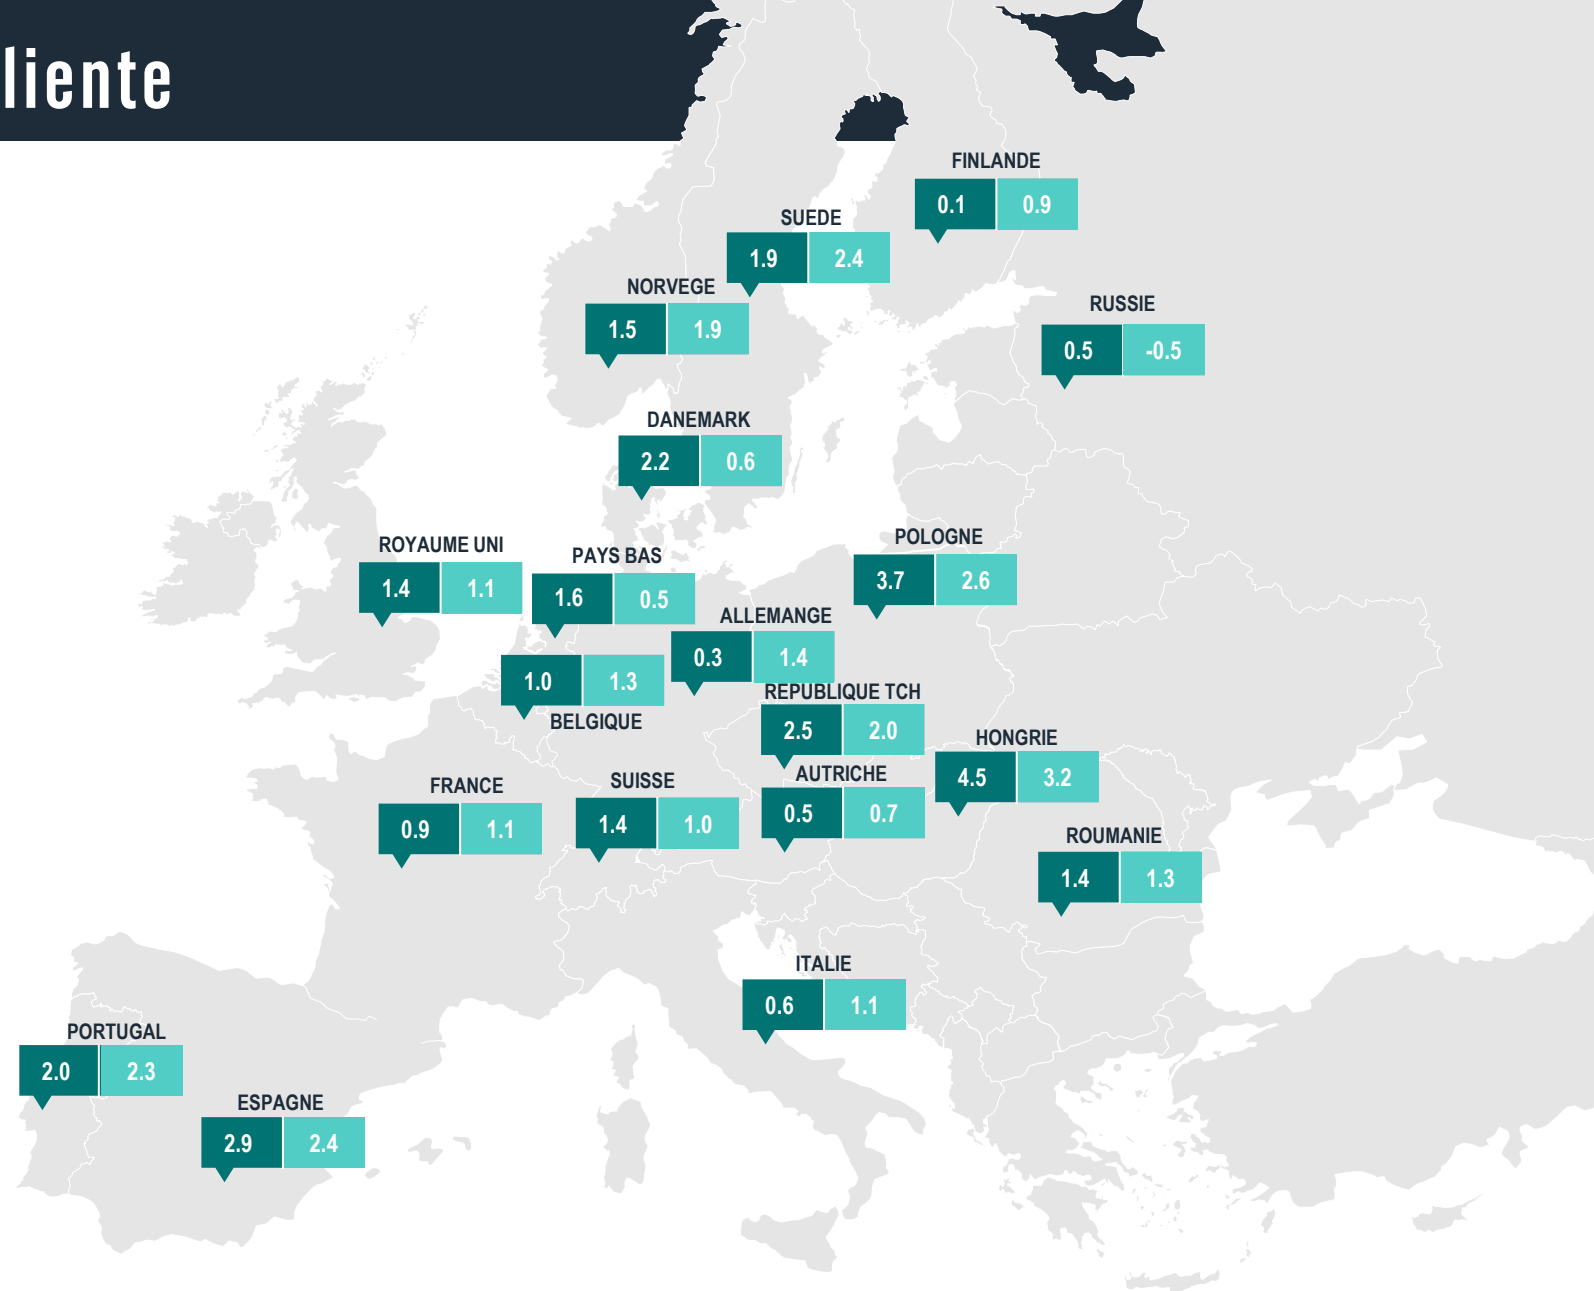 liente
FINLANDE
0.1 0.9
SUEDE
1.9 2.4
NORVEGE
1.5 1.9
RUSSIE
0.5 -0.5
DANEMARK
2.2 0.6
POLOGNE
3.7 2.6
ROYAUME UNI
1.4 1.1
PAYS BAS
1.6 0.5
ALLEMANGE
0.3 1.4
1.0 1.3
BELGIQUE
REPUBLIQUE TCH
2.5 2.0
HONGRIE
4.5 3.2
AUTRICHE
0.5 0.7
FRANCE
0.9 1.1
SUISSE
1.4 1.0
ROUMANIE
1.4 1.3
ITALIE
0.6 1.1
PORTUGAL
2.0 2.3
ESPAGNE
2.9 2.4